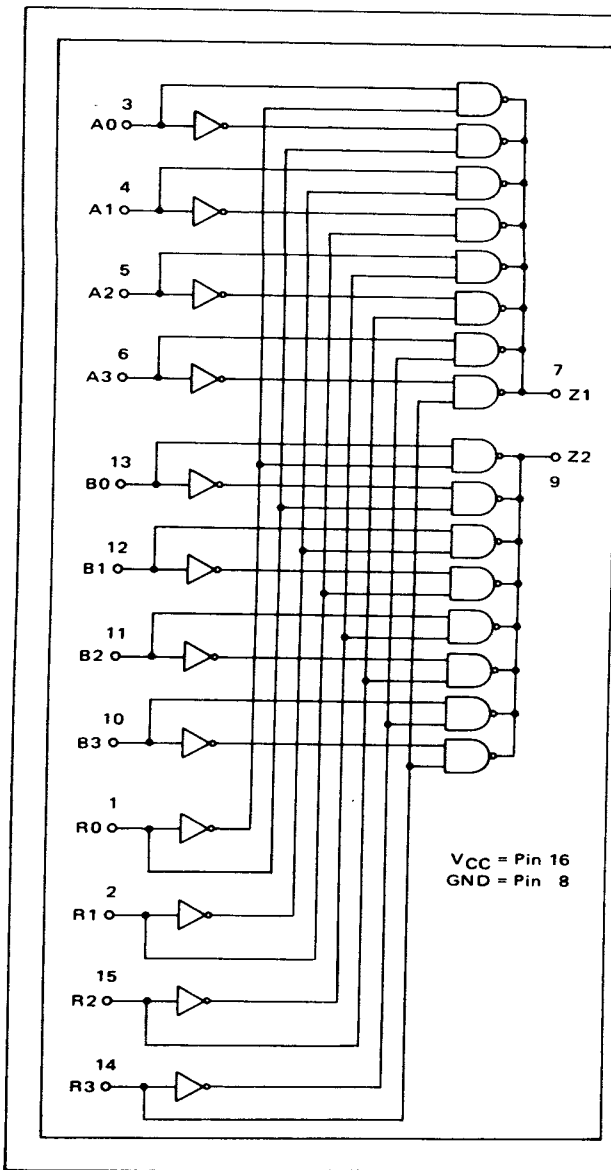 3
A0
4
A1
5
A2
6
A3
7
Z1
13
B0
Z2
9
12
B1
11
B2
10
B3
1
R0
VCC = Pin 16
GND = Pin 8
2
R1
15
R2
14
R3